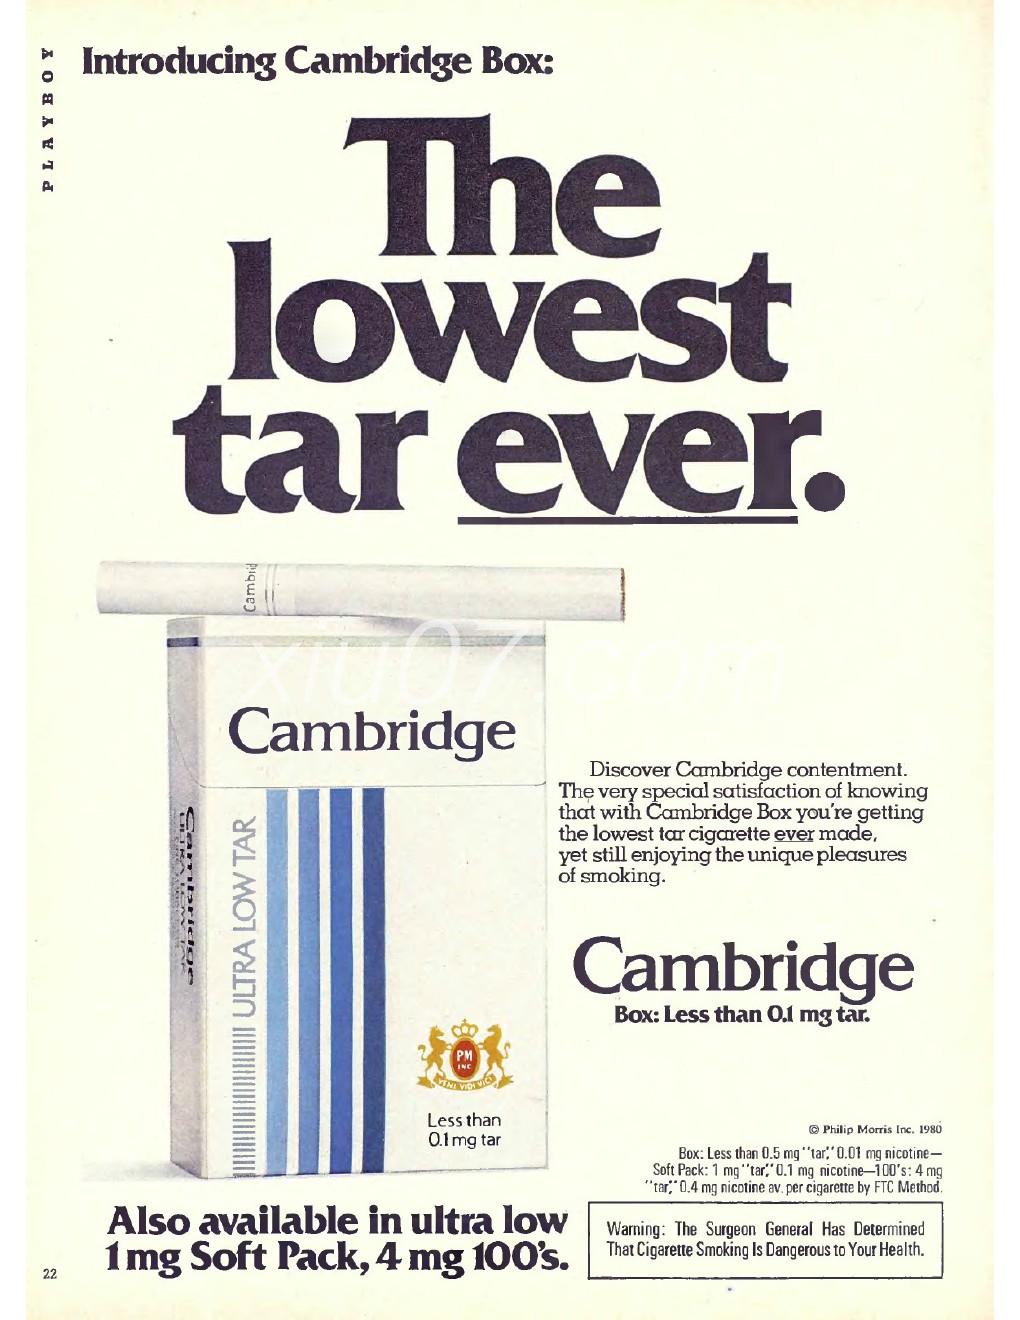 PLAYBOY
Introducing Cambridge Box:
The
lowest
tar ever.
Cambrid
xiu07.com
Cambridge
ULTRA LOW TAR
Cambridge
ULTRA LOW TAR
PM
INC
VENI VIDI VICI
Less than
0.1 mg tar
Discover Cambridge contentment.
The very special satisfaction of knowing
that with Cambridge Box you're getting
the lowest tar cigarette ever made,
yet still enjoying the unique pleasures
of smoking.
Cambridge
Box: Less than 0.1 mg tar.
© Philip Morris Inc. 1980
Box: Less than 0.5 mg "tar," 0.01 mg nicotine—
Soft Pack: 1 mg "tar," 0.1 mg nicotine—100's: 4 mg
"tar," 0.4 mg nicotine av. per cigarette by FTC Method.
Also available in ultra low
1 mg Soft Pack, 4 mg 100's.
Warning: The Surgeon General Has Determined
That Cigarette Smoking Is Dangerous to Your Health.
22